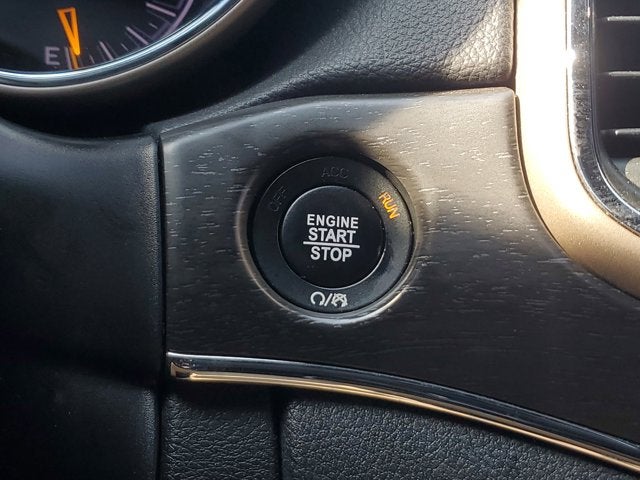 E
OFF
ACC
RUN
ENGINE
START
STOP